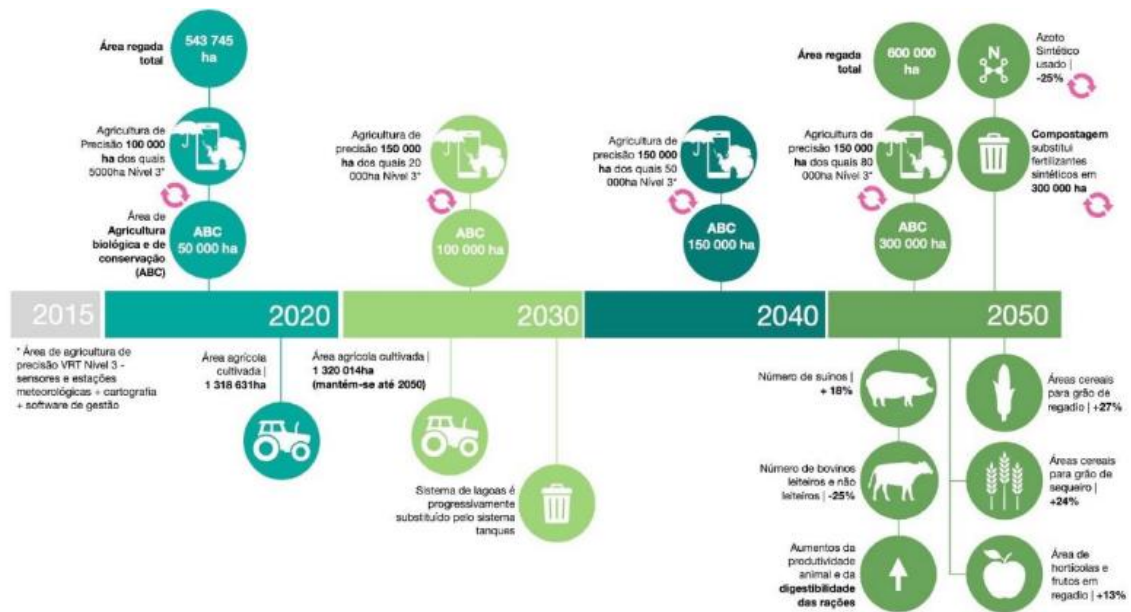 Área regada
total
543 745
ha
Agricultura de
Precisão 100 000
ha dos quais
5000ha Nível 3*
Área de
Agricultura
biológica e de
conservação
(ABC)
ABC
50 000 ha
Agricultura de
precisão 150 000
ha dos quais 20
000ha Nível 3*
ABC
100 000 ha
Agricultura de
precisão 150 000
ha dos quais 50
000ha Nível 3*
ABC
150 000 ha
Área regada
total
600 000
ha
Agricultura de
precisão 150 000
ha dos quais 80
000ha Nível 3*
ABC
300 000 ha
N
Azoto
Sintético
usado |
-25%
Compostagem
substitui
fertilizantes
sintéticos em
300 000 ha
2015
2020
2030
2040
2050
* Área de agricultura de
precisão VRT Nivel 3 -
sensores e estações
meteorológicas + cartografia
+ software de gestão
Área agrícola
cultivada |
1 318 631ha
Área agrícola cultivada |
1 320 014ha
(mantém-se até 2050)
Sistema de lagoas é
progressivamente
substituído pelo sistema
tanques
Número de suínos |
+ 18%
Número de bovinos
leiteiros e não
leiteiros | -25%
Aumentos da
produtividade
animal e da
digestibilidade
das rações
Áreas cereais
para grão de
regadio | +27%
Áreas cereais
para grão de
sequeiro |
+24%
Área de
hortícolas e
frutos em
regadio | +13%